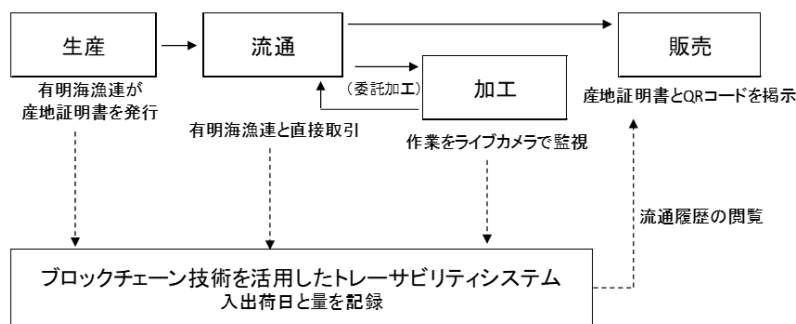 生産
流通
販売
(委託加工)
加工
有明海漁連が
産地証明書を発行
産地証明書とQRコードを掲示
有明海漁連と直接取引
作業をライブカメラで監視
流通履歴の閲覧
ブロックチェーン技術を活用したトレーサビリティシステム
入出荷日と量を記録